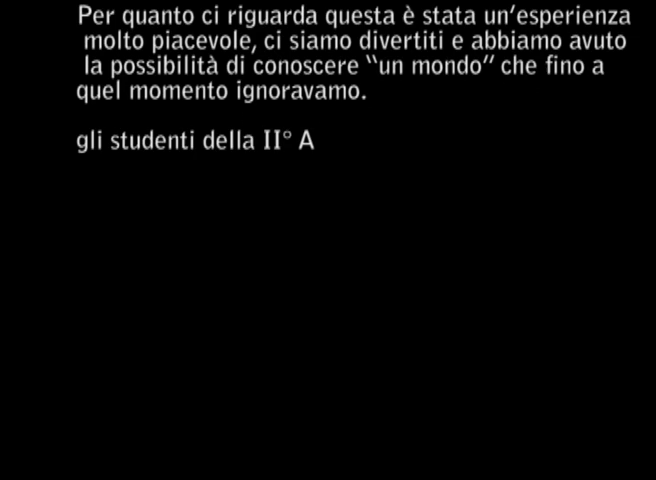 Per quanto ci riguarda questa è stata un'esperienza
molto piacevole, ci siamo divertiti e abbiamo avuto
la possibilità di conoscere “un mondo” che fino a
quel momento ignoravamo.
gli studenti della II° A